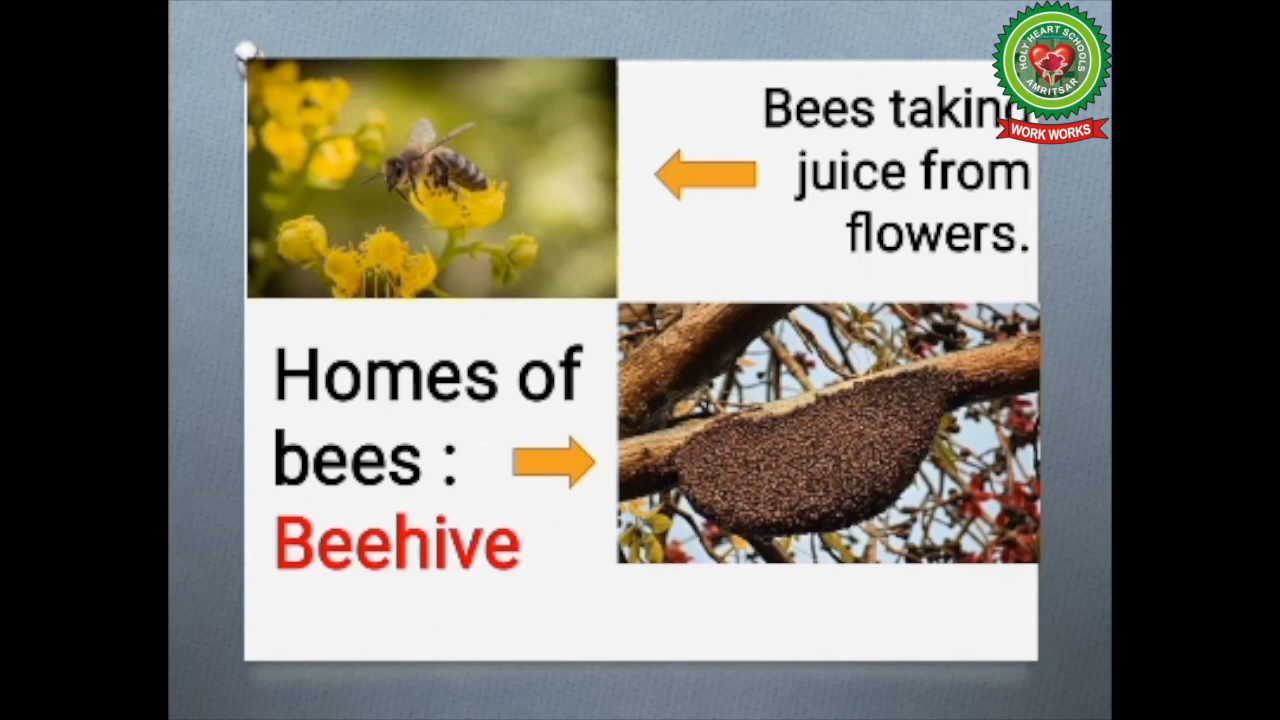 HOLY HEART SCHOOLS
AMRITSAR
WORK WORKS
Bees taking
juice from
flowers.
Homes of
bees :
Beehive